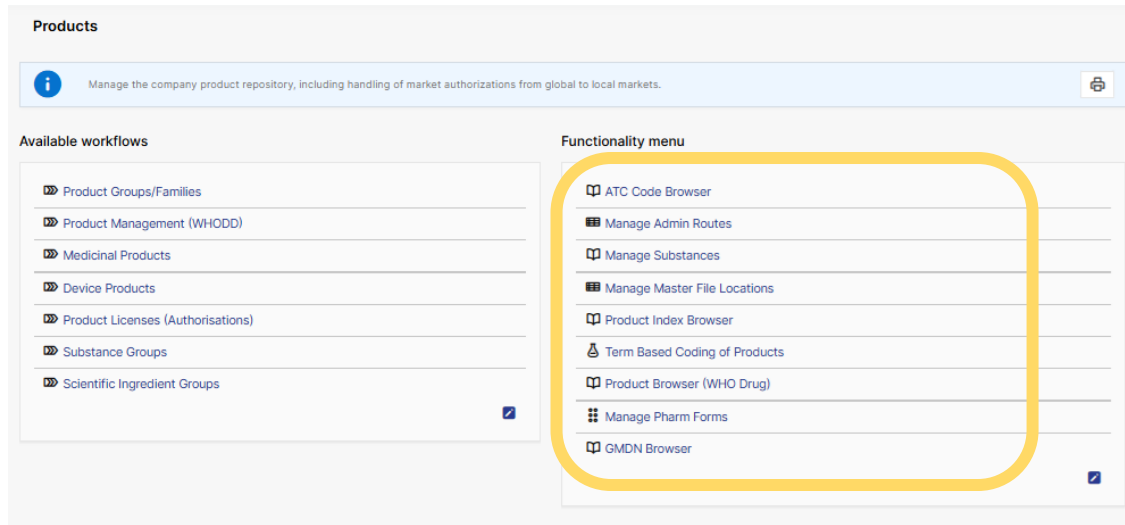 Products
Manage the company product repository, including handling of market authorizations from global to local markets.
Available workflows
Product Groups/Families
Product Management (WHODD)
Medicinal Products
Device Products
Product Licenses (Authorisations)
Substance Groups
Scientific Ingredient Groups
Functionality menu
ATC Code Browser
Manage Admin Routes
Manage Substances
Manage Master File Locations
Product Index Browser
Term Based Coding of Products
Product Browser (WHO Drug)
Manage Pharm Forms
GMDN Browser